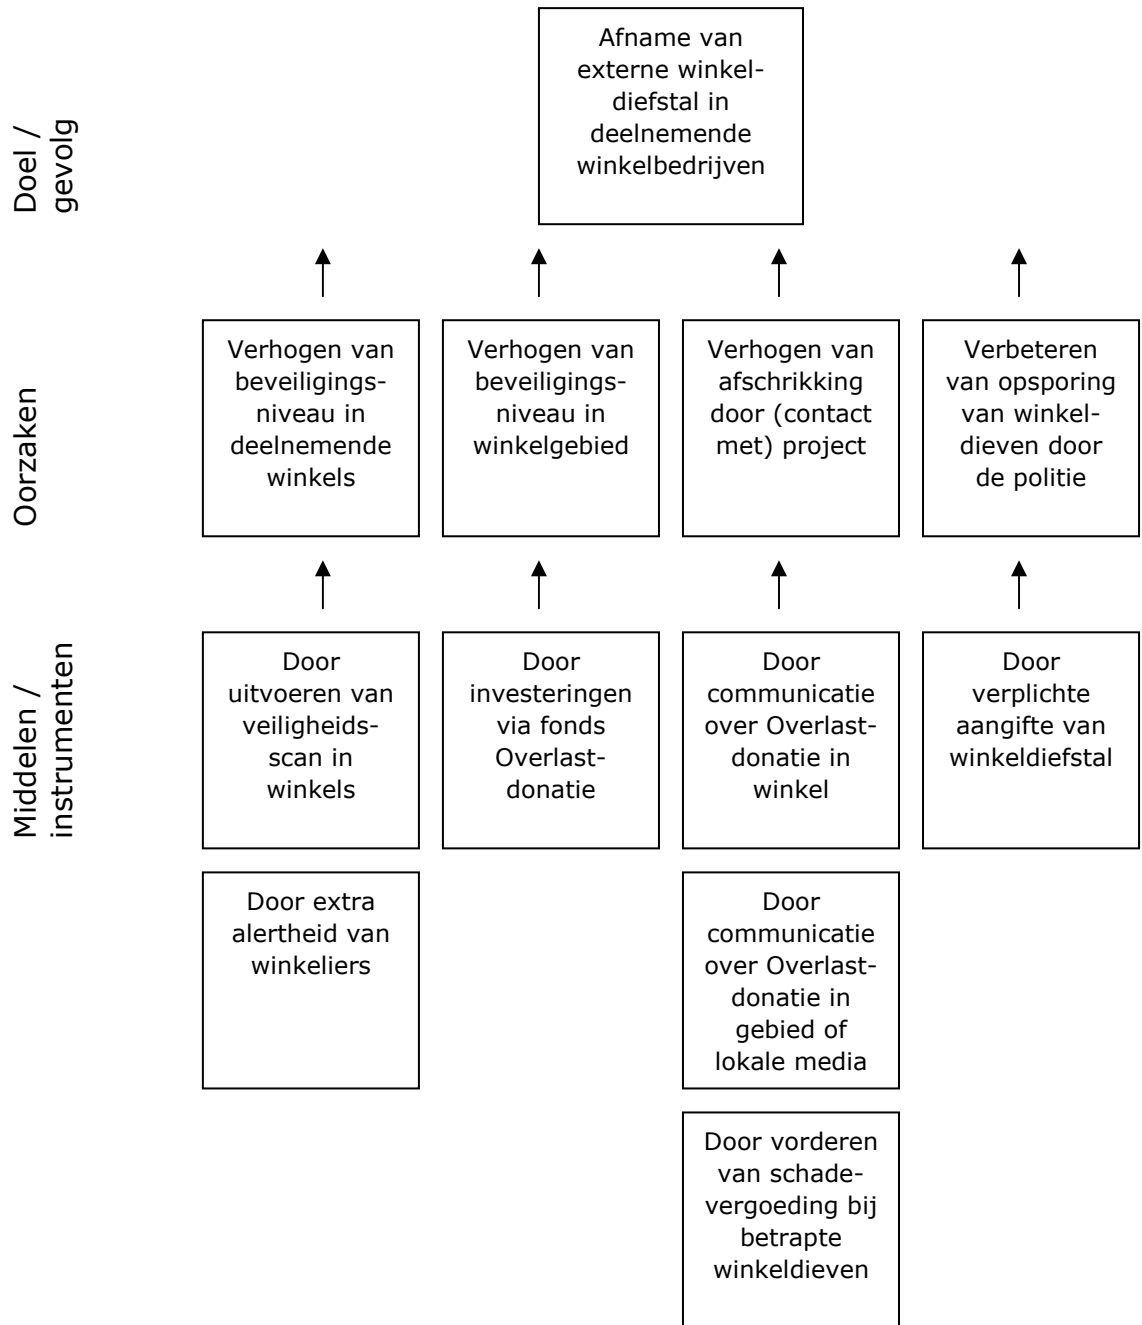 Doel /
gevolg
Afname van
externe winkel-
diefstal in
deelnemende
winkelbedrijven
Oorzaken
Verhogen van
beveiligings-
niveau in
deelnemende
winkels
Verhogen van
beveiligings-
niveau in
winkelgebied
Verhogen van
afschrikking
door (contact
met) project
Verbeteren
van opsporing
van winkel-
dieven door
de politie
Middelen /
instrumenten
Door
uitvoeren van
veiligheids-
scan in
winkels
Door
investeringen
via fonds
Overlast-
donatie
Door
communicatie
over Overlast-
donatie in
winkel
Door
verplichte
aangifte van
winkeldiefstal
Door extra
alertheid van
winkeliers
Door
communicatie
over Overlast-
donatie in
gebied of
lokale media
Door vorderen
van schade-
vergoeding bij
betrapte
winkeldieven